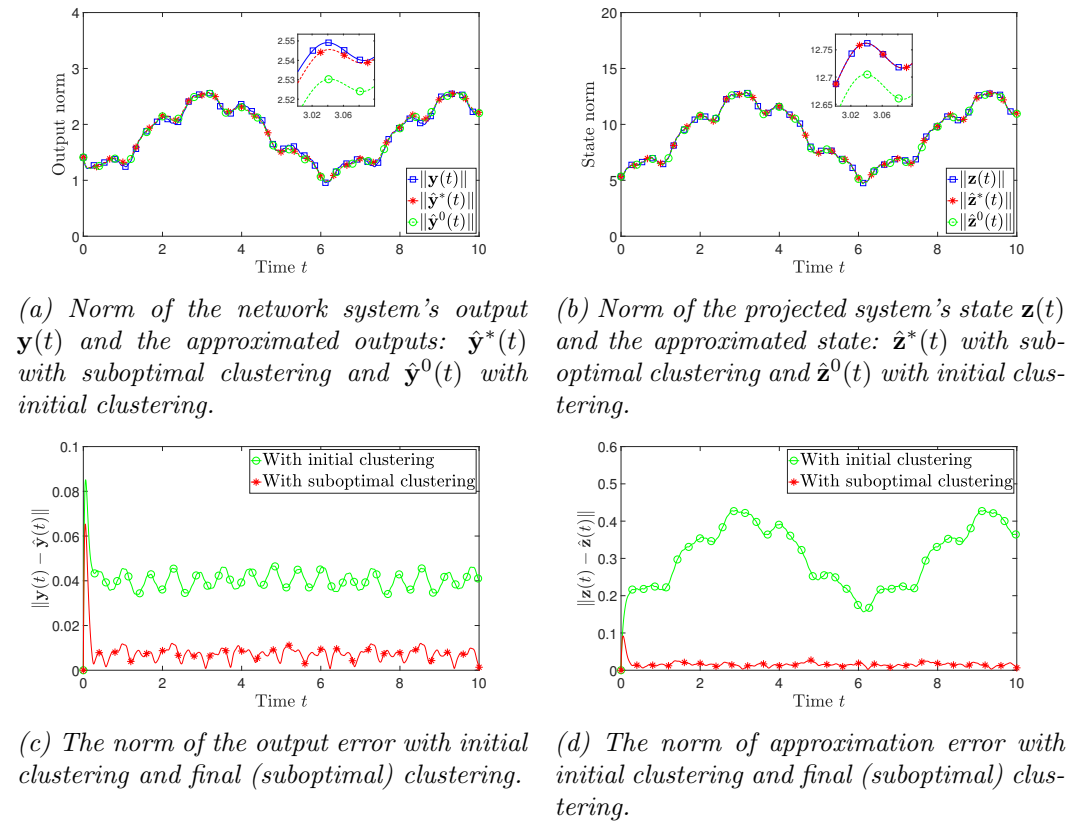 4
3
2
1
0
Output norm
2.55
2.54
2.53
2.52
3.02 3.06
‖y(t)‖
‖ŷ*(t)‖
‖ŷ⁰(t)‖
0 2 4 6 8 10
Time t
20
15
10
5
0
State norm
12.75
12.7
12.65
3.02 3.06
‖z(t)‖
‖ẑ*(t)‖
‖ẑ⁰(t)‖
0 2 4 6 8 10
Time t
(a) Norm of the network system's output
y(t) and the approximated outputs: ŷ*(t)
with suboptimal clustering and ŷ⁰(t) with
initial clustering.
(b) Norm of the projected system's state z(t)
and the approximated state: ẑ*(t) with sub-
optimal clustering and ẑ⁰(t) with initial clus-
tering.
0.1
0.08
0.06
0.04
0.02
0
‖y(t) − ŷ(t)‖
With initial clustering
With suboptimal clustering
0 2 4 6 8 10
Time t
0.6
0.5
0.4
0.3
0.2
0.1
0
‖z(t) − ẑ(t)‖
With initial clustering
With suboptimal clustering
0 2 4 6 8 10
Time t
(c) The norm of the output error with initial
clustering and final (suboptimal) clustering.
(d) The norm of approximation error with
initial clustering and final (suboptimal) clus-
tering.